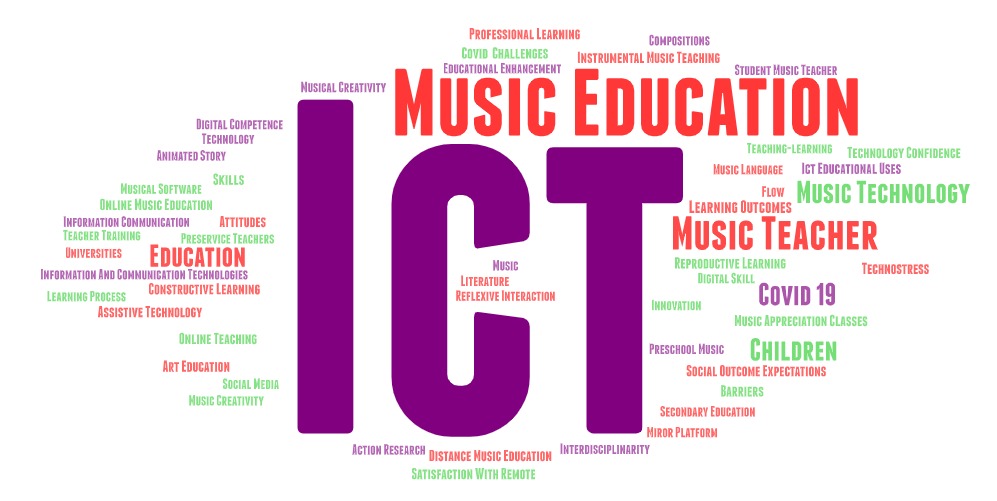 Professional Learning
Compositions
Covid Challenges
Instrumental Music Teaching
Educational Enhancement
Student Music Teacher
Musical Creativity
Music Education
Digital Competence
Technology
Animated Story
Teaching-learning
Technology Confidence
Music Language
Ict Educational Uses
Skills
Musical Software
Flow
Music Technology
Online Music Education
Learning Outcomes
Information Communication
Attitudes
Teacher Training
Preservice Teachers
Music Teacher
Universities
Education
ICT
Music
Reproductive Learning
Technostress
Information And Communication Technologies
Digital Skill
Literature
Constructive Learning
Learning Process
Reflexive Interaction
Covid 19
Assistive Technology
Innovation
Music Appreciation Classes
Online Teaching
Preschool Music
Children
Art Education
Social Outcome Expectations
Social Media
Barriers
Music Creativity
Secondary Education
Miror Platform
Action Research
Distance Music Education
Interdisciplinarity
Satisfaction With Remote